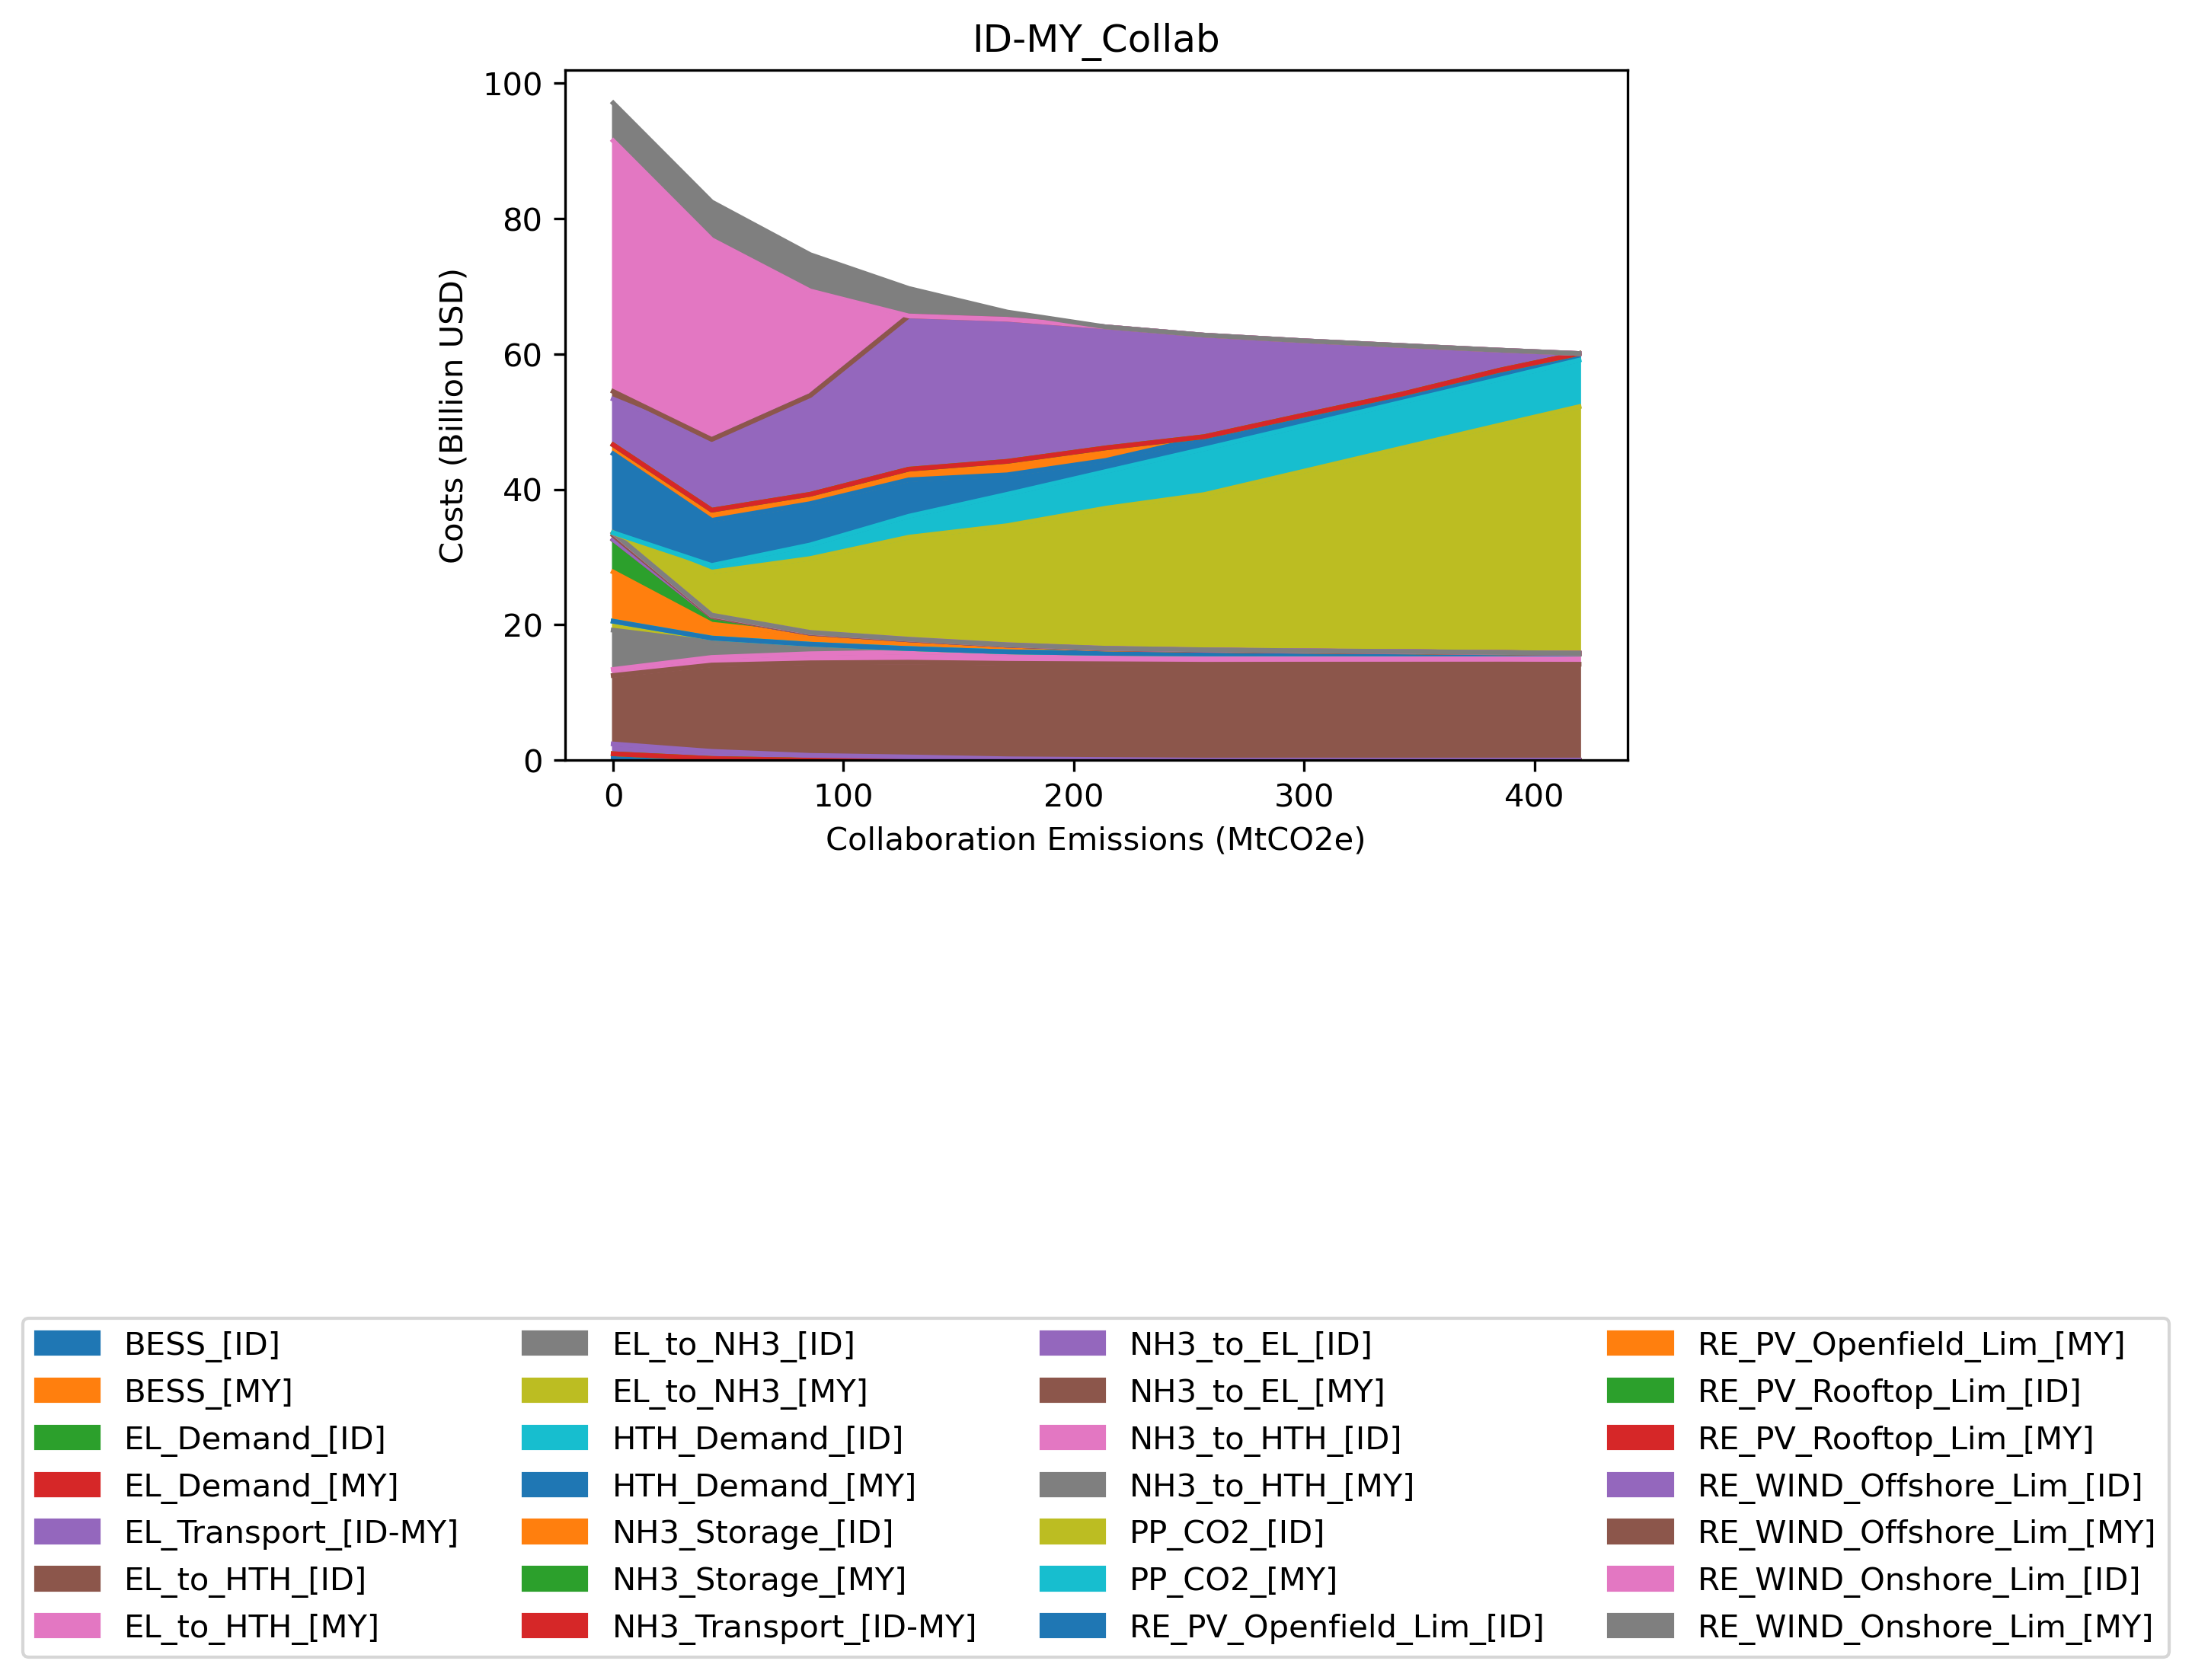 ID-MY_Collab
100
80
60
40
20
0
Costs (Billion USD)
0 100 200 300 400
Collaboration Emissions (MtCO2e)
BESS_[ID]
BESS_[MY]
EL_Demand_[ID]
EL_Demand_[MY]
EL_Transport_[ID-MY]
EL_to_HTH_[ID]
EL_to_HTH_[MY]
EL_to_NH3_[ID]
EL_to_NH3_[MY]
HTH_Demand_[ID]
HTH_Demand_[MY]
NH3_Storage_[ID]
NH3_Storage_[MY]
NH3_Transport_[ID-MY]
NH3_to_EL_[ID]
NH3_to_EL_[MY]
NH3_to_HTH_[ID]
NH3_to_HTH_[MY]
PP_CO2_[ID]
PP_CO2_[MY]
RE_PV_Openfield_Lim_[ID]
RE_PV_Openfield_Lim_[MY]
RE_PV_Rooftop_Lim_[ID]
RE_PV_Rooftop_Lim_[MY]
RE_WIND_Offshore_Lim_[ID]
RE_WIND_Offshore_Lim_[MY]
RE_WIND_Onshore_Lim_[ID]
RE_WIND_Onshore_Lim_[MY]